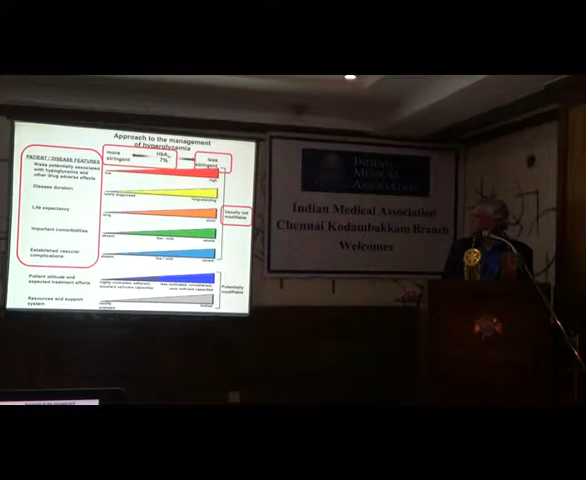 Approach to the management
of hyperglycemia
PATIENT / DISEASE FEATURES
more
stringent
HbA1c
7%
less
stringent
Risks potentially associated
with hypoglycemia and
other drug adverse effects
low
high
Disease duration
newly diagnosed
long-standing
Life expectancy
long
short
Usually not
modifiable
Important comorbidities
absent
few / mild
severe
Established vascular
complications
absent
few / mild
severe
Patient attitude and
expected treatment efforts
highly motivated, adherent,
excellent self-care capacities
less motivated, nonadherent,
poor self-care capacities
Potentially
modifiable
Resources and support
system
readily
available
limited
INDIAN
MEDICAL
ASSOCIATION
Indian Medical Association
Chennai Kodambakkam Branch
Welcomes